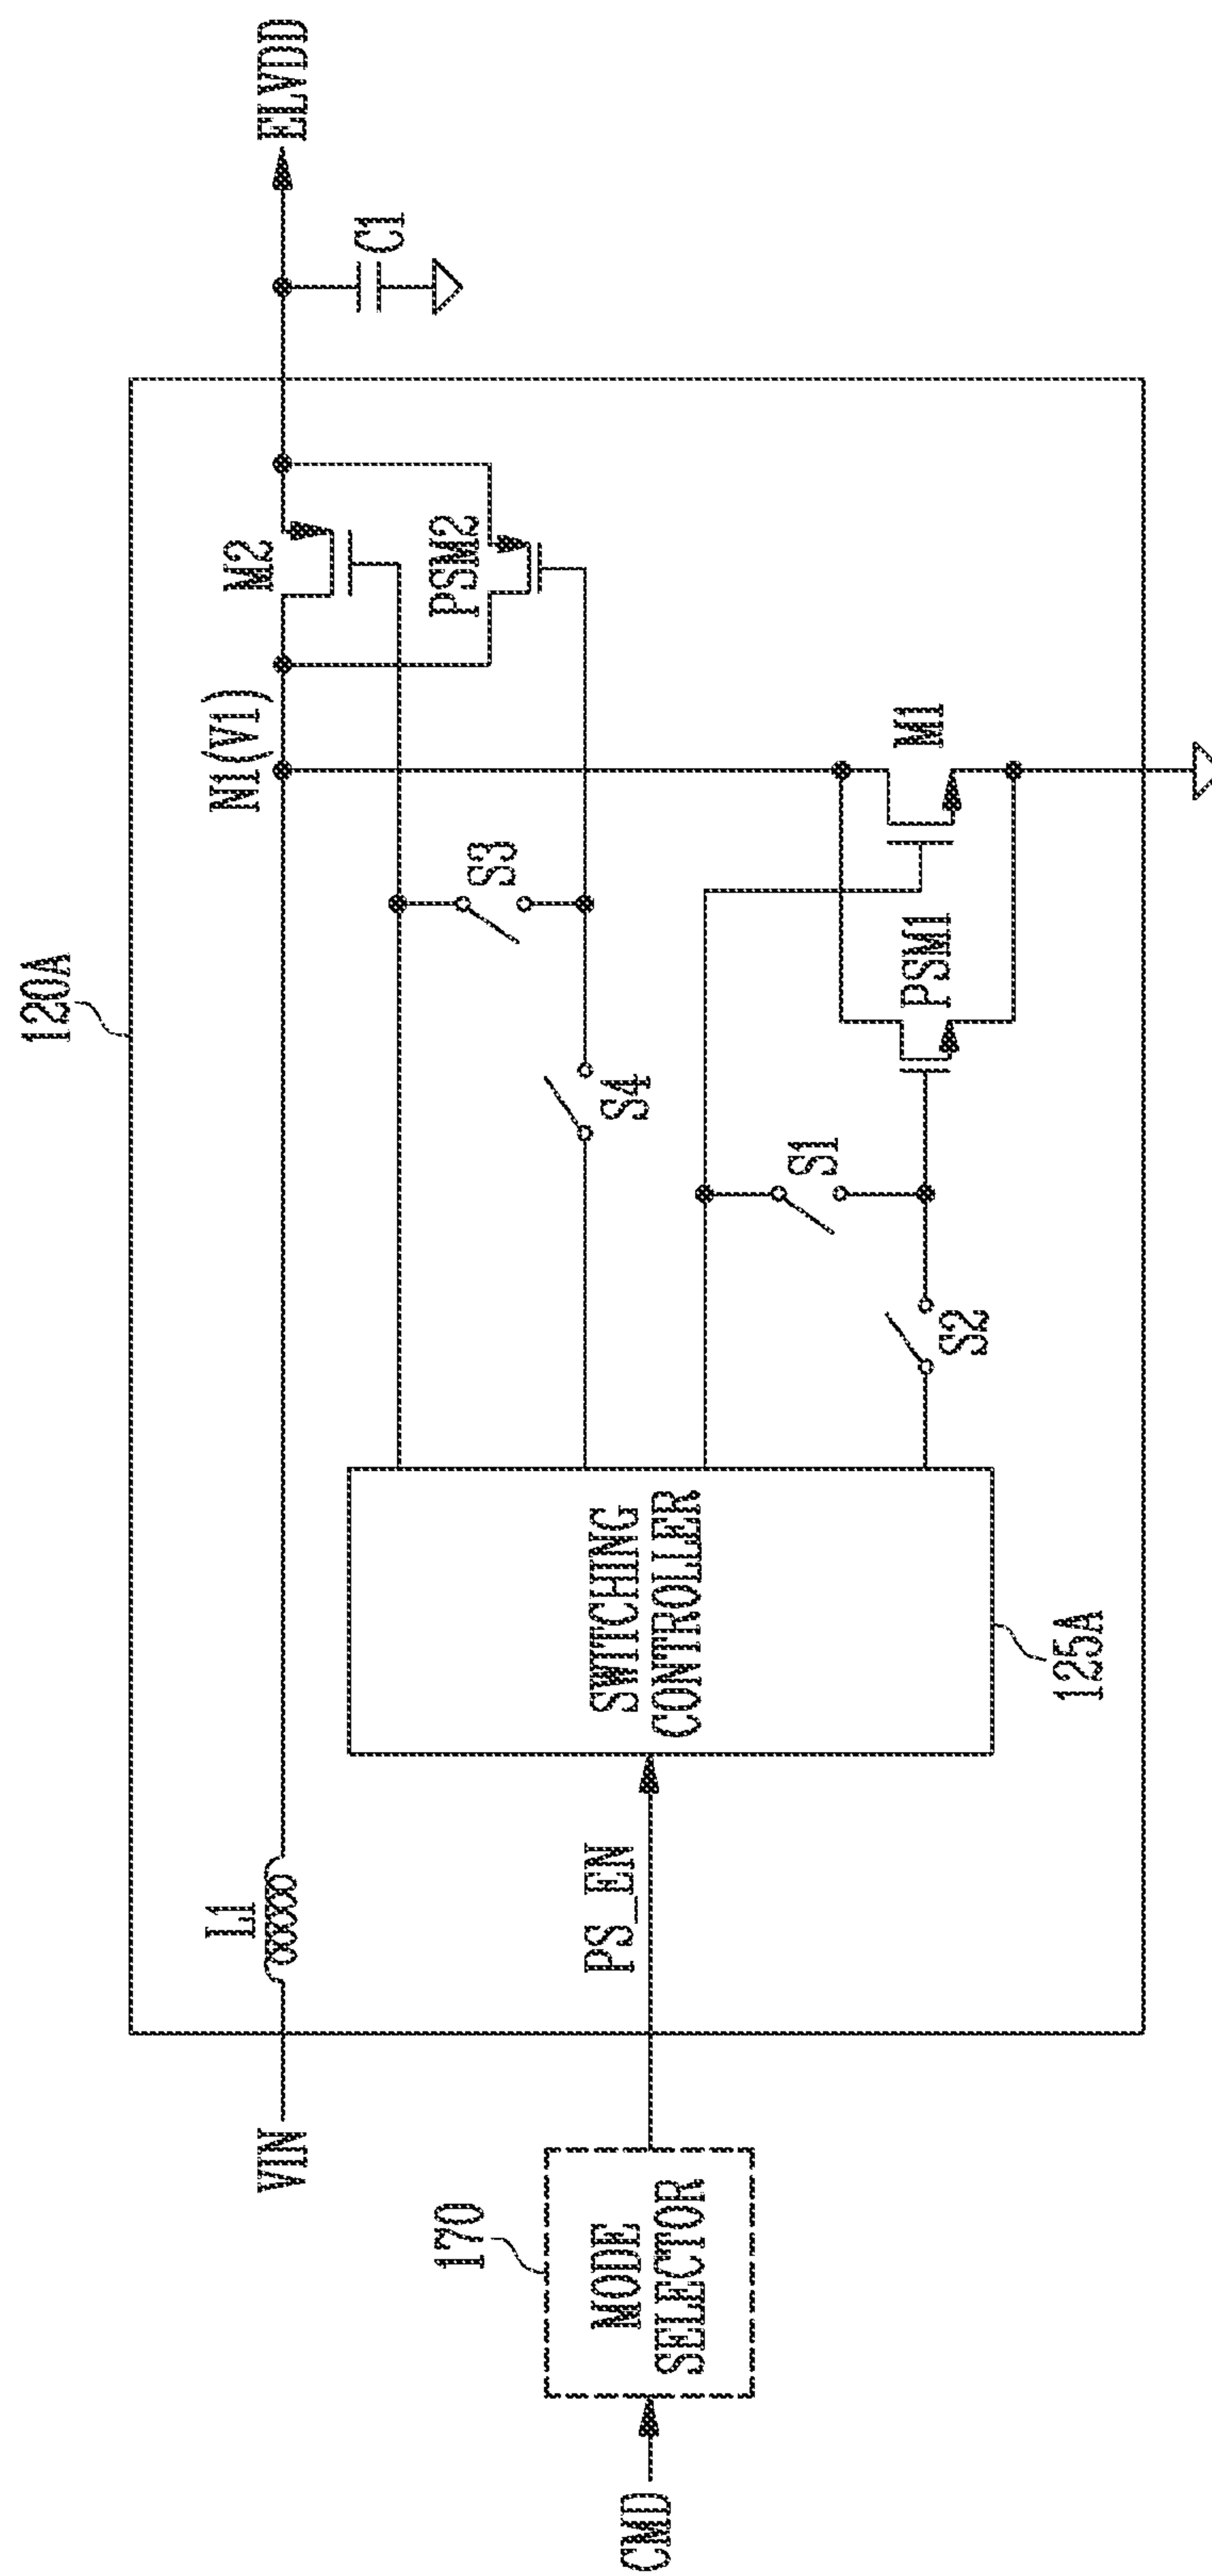 120A
L1
N1(V1)
M2
VIN
ELVDD
C1
PSM2
S3
S4
170
MODE
SELECTOR
CMD
PS_EN
SWITCHING
CONTROLLER
125A
S1
S2
PSM1
M1